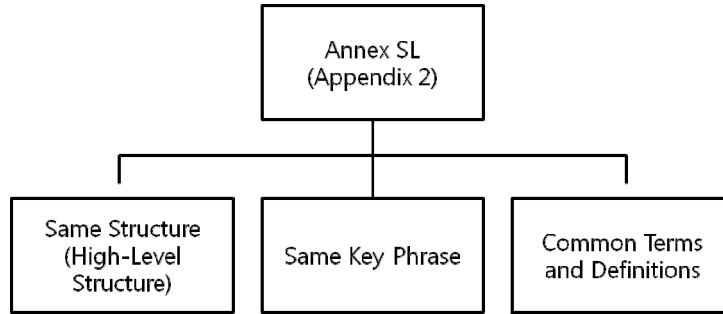 Annex SL
(Appendix 2)
Same Structure
(High-Level
Structure)
Same Key Phrase
Common Terms
and Definitions